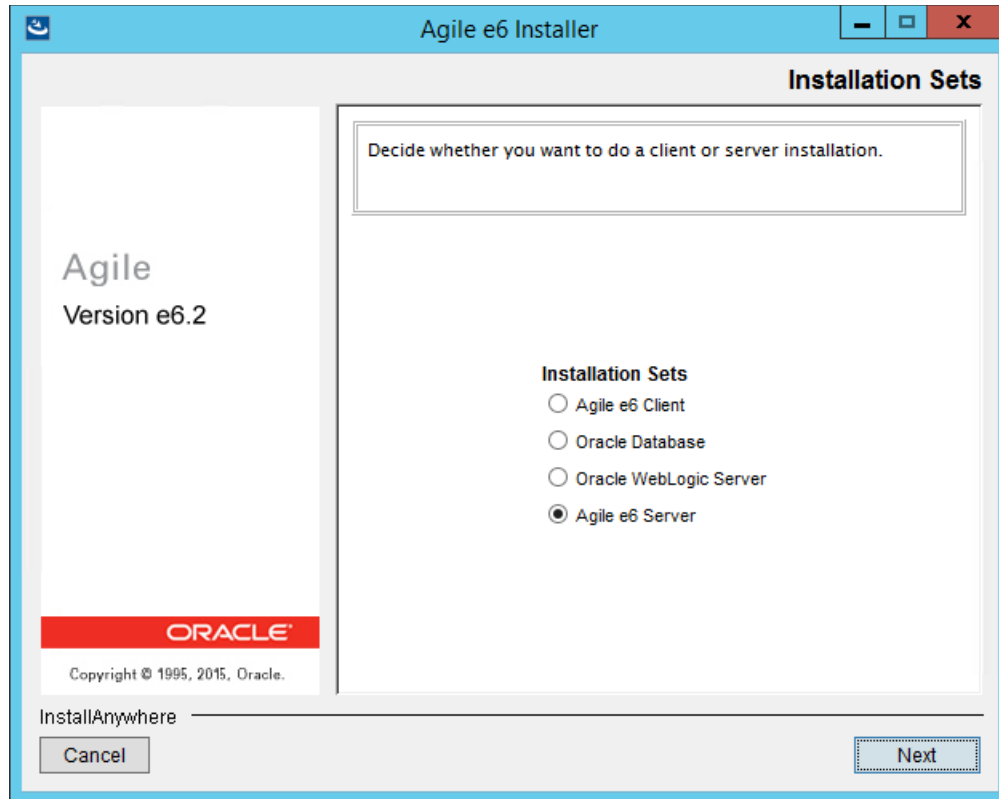 Agile e6 Installer
Installation Sets
Decide whether you want to do a client or server installation.
Agile
Version e6.2
Installation Sets
Agile e6 Client
Oracle Database
Oracle WebLogic Server
Agile e6 Server
ORACLE
Copyright © 1995, 2015, Oracle.
InstallAnywhere
Cancel
Next